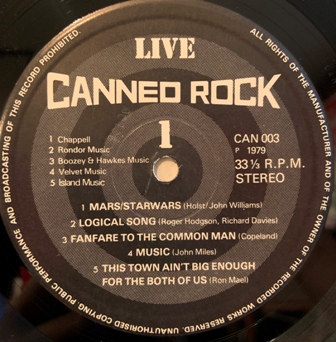 LIVE
CANNED ROCK
1 Chappell
2 Rondor Music
3 Boozey & Hawkes Music
4 Velvet Music
5 Island Music
1
CAN 003
P 1979
33⅓ R.P.M.
STEREO
1 MARS/STARWARS (Holst/John Williams)
2 LOGICAL SONG (Roger Hodgson, Richard Davies)
3 FANFARE TO THE COMMON MAN (Copeland)
4 MUSIC (John Miles)
5 THIS TOWN AIN'T BIG ENOUGH
FOR THE BOTH OF US (Ron Mael)
ALL RIGHTS OF THE MANUFACTURER AND OF THE OWNER OF THE RECORDED WORKS RESERVED. UNAUTHORISED COPYING PUBLIC PERFORMANCE AND BROADCASTING OF THIS RECORD PROHIBITED.